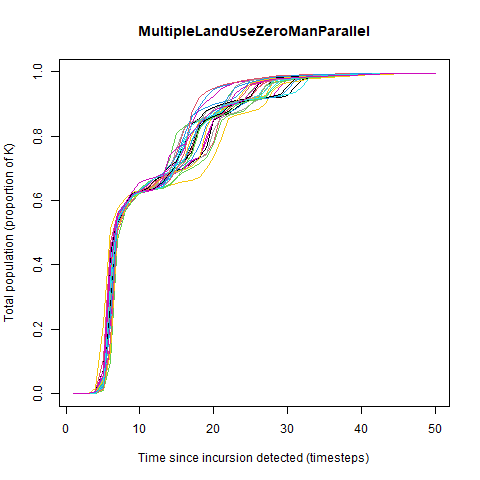 MultipleLandUseZeroManParallel
Total population (proportion of K)
1.0
0.8
0.6
0.4
0.2
0.0
0 10 20 30 40 50
Time since incursion detected (timesteps)